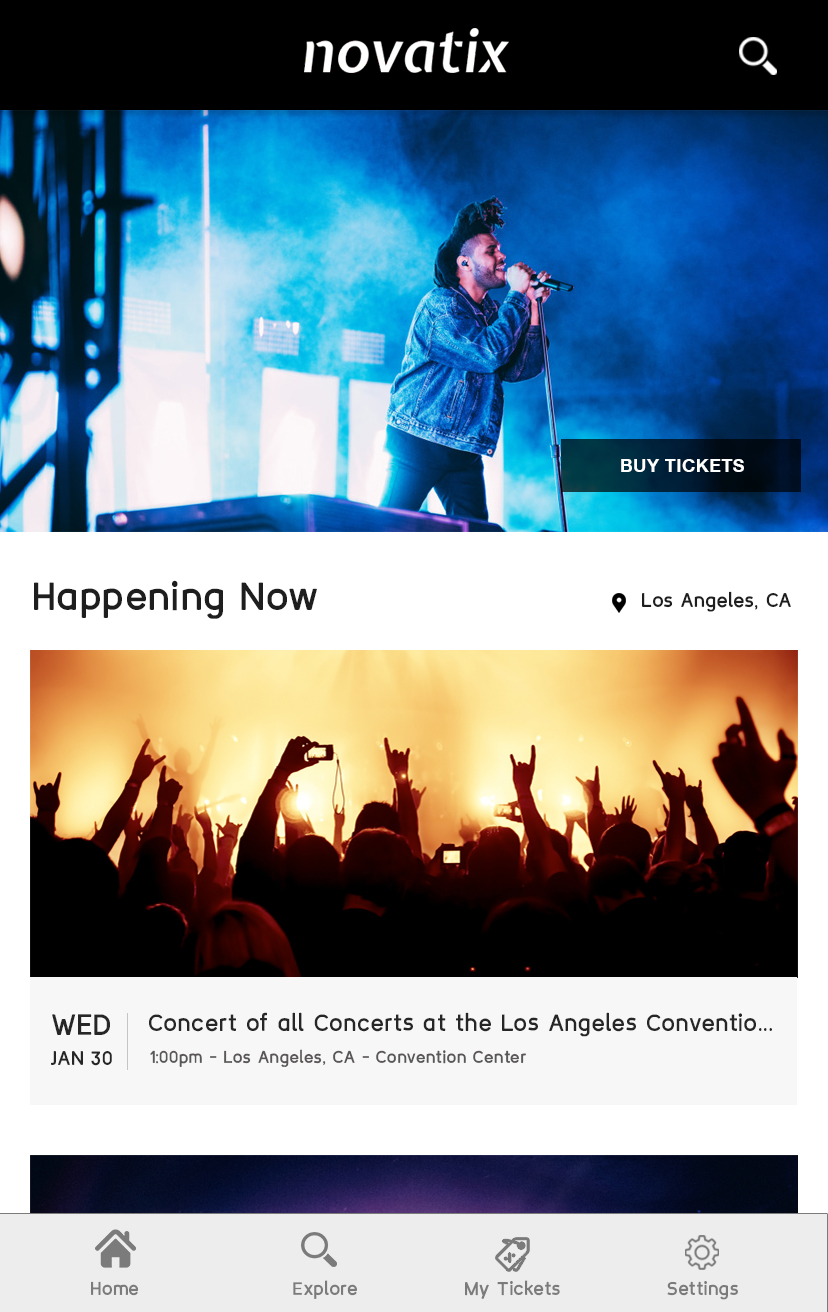 novatix
BUY TICKETS
Happening Now
Los Angeles, CA
WED
JAN 30
Concert of all Concerts at the Los Angeles Conventio...
1:00pm - Los Angeles, CA - Convention Center
Home
Explore
My Tickets
Settings